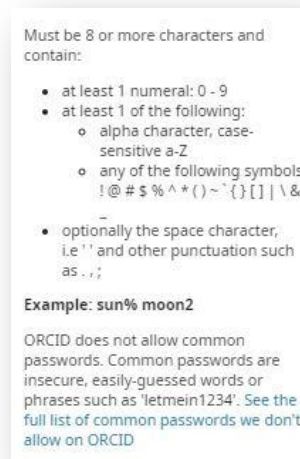 Must be 8 or more characters and
contain:
• at least 1 numeral: 0 - 9
• at least 1 of the following:
o alpha character, case-
sensitive a-Z
o any of the following symbols
! @ # $ % ^ * ( ) ~ ` { } [ ] | \ &
_
• optionally the space character,
i.e ' ' and other punctuation such
as . , ;
Example: sun% moon2
ORCID does not allow common
passwords. Common passwords are
insecure, easily-guessed words or
phrases such as 'letmein1234'. See the
full list of common passwords we don't
allow on ORCID